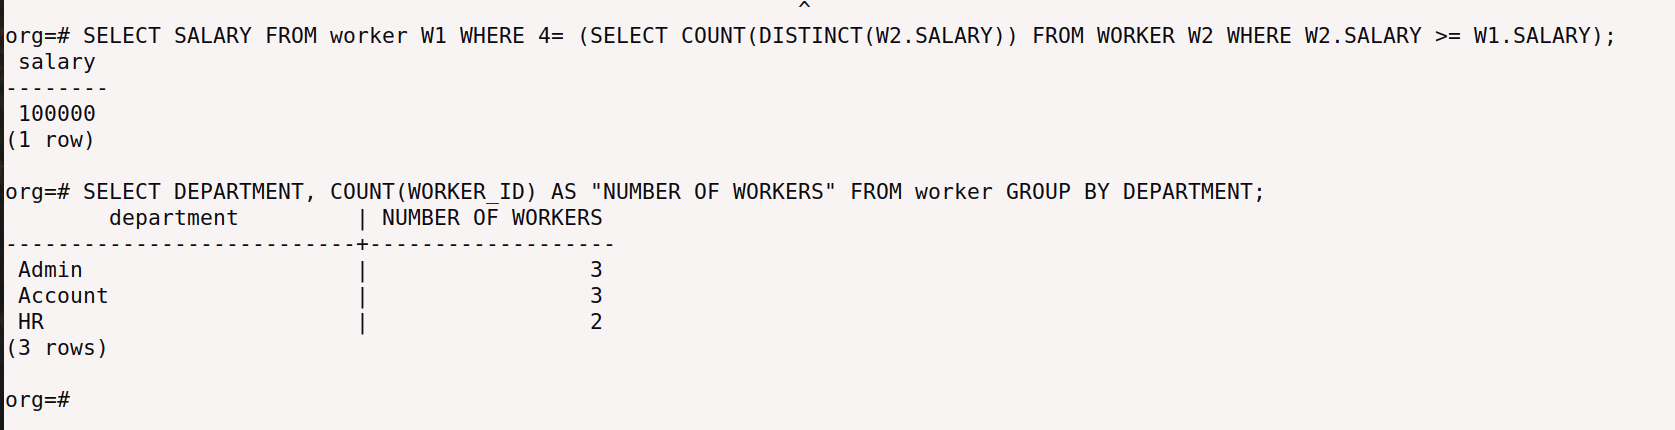 ^
org=# SELECT SALARY FROM worker W1 WHERE 4= (SELECT COUNT(DISTINCT(W2.SALARY)) FROM WORKER W2 WHERE W2.SALARY >= W1.SALARY);
 salary
--------
 100000
(1 row)

org=# SELECT DEPARTMENT, COUNT(WORKER_ID) AS "NUMBER OF WORKERS" FROM worker GROUP BY DEPARTMENT;
        department         | NUMBER OF WORKERS
---------------------------+-------------------
 Admin                     |                 3
 Account                   |                 3
 HR                        |                 2
(3 rows)

org=#